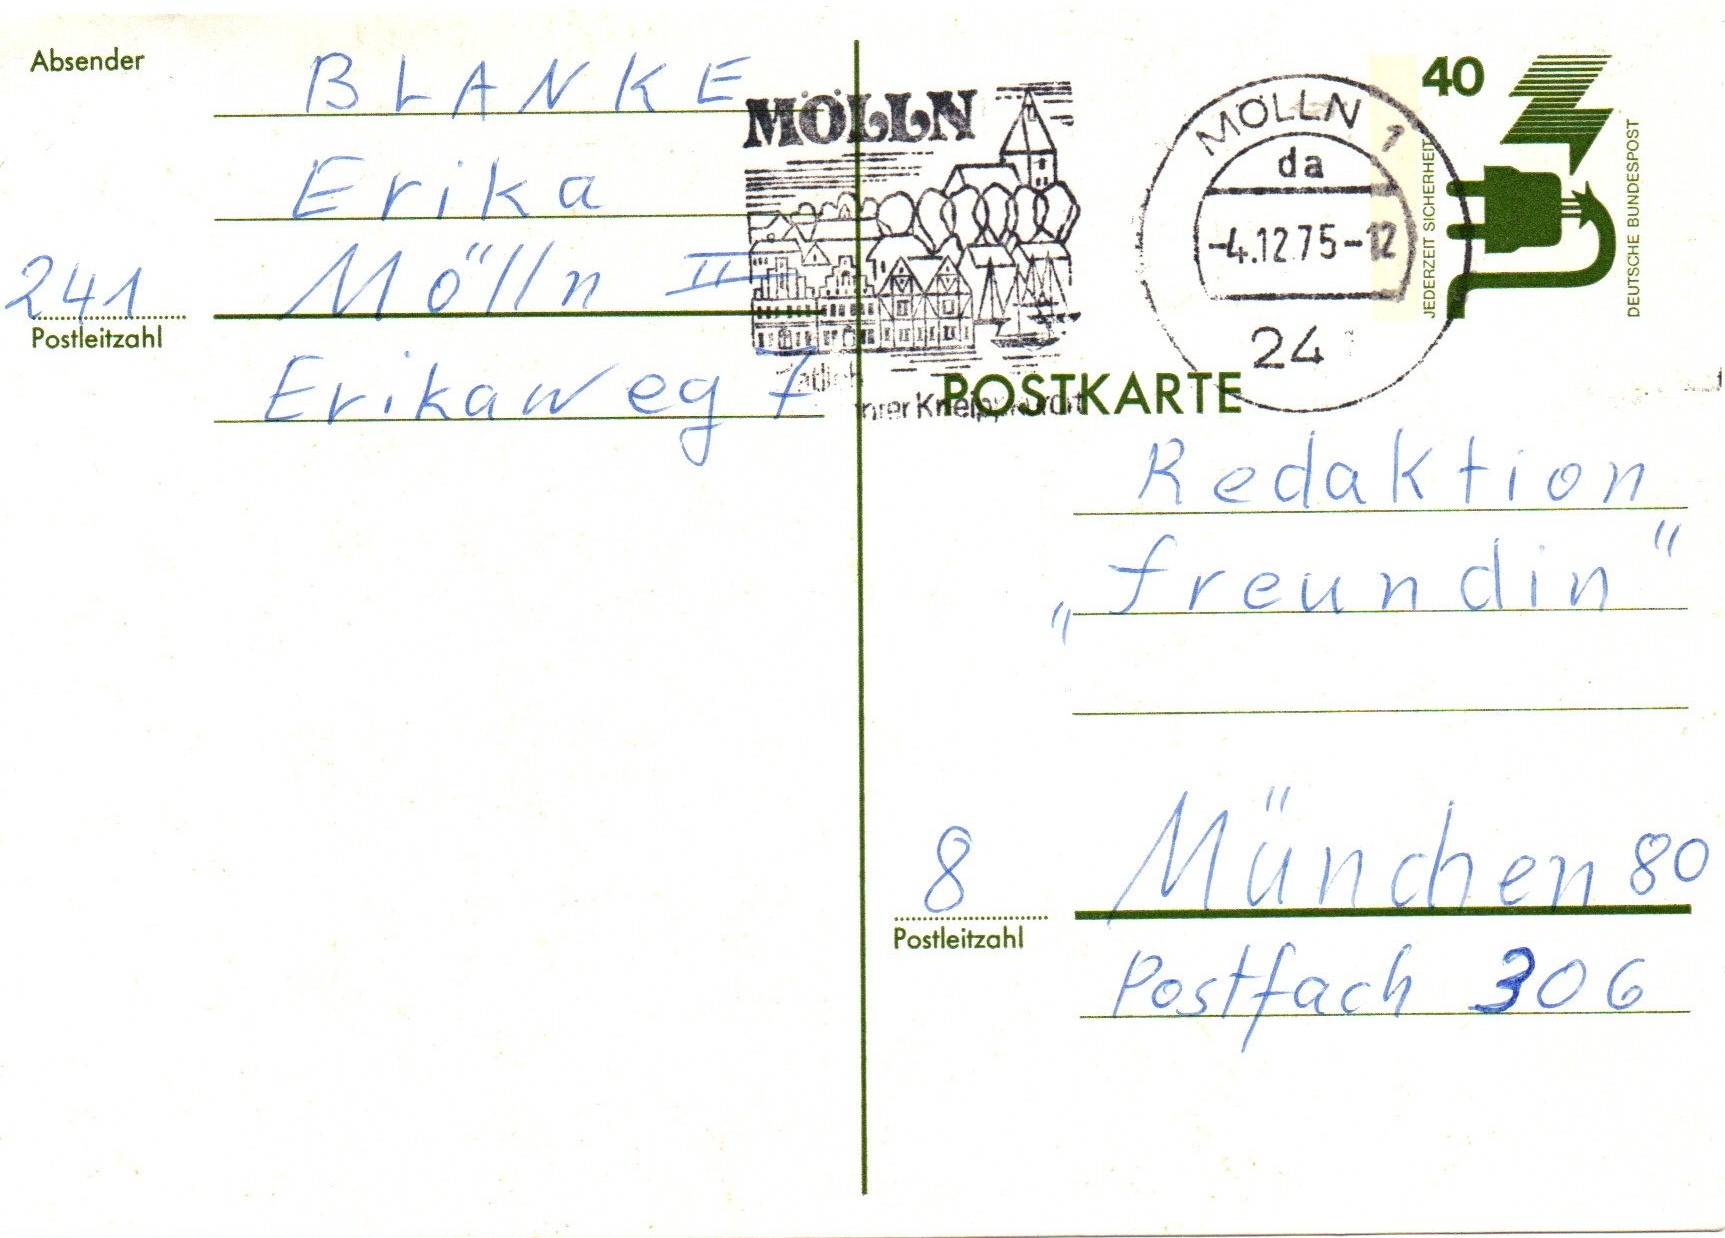 Absender
BLANKE
Erika
241 Mölln II
Postleitzahl
Erikaweg 7
MÖLLN
MÖLLN 1
da
-4.12.75-12
24
40
JEDERZEIT SICHERHEIT
DEUTSCHE BUNDESPOST
POSTKARTE
Redaktion
„freundin“
8 München 80
Postleitzahl
Postfach 306